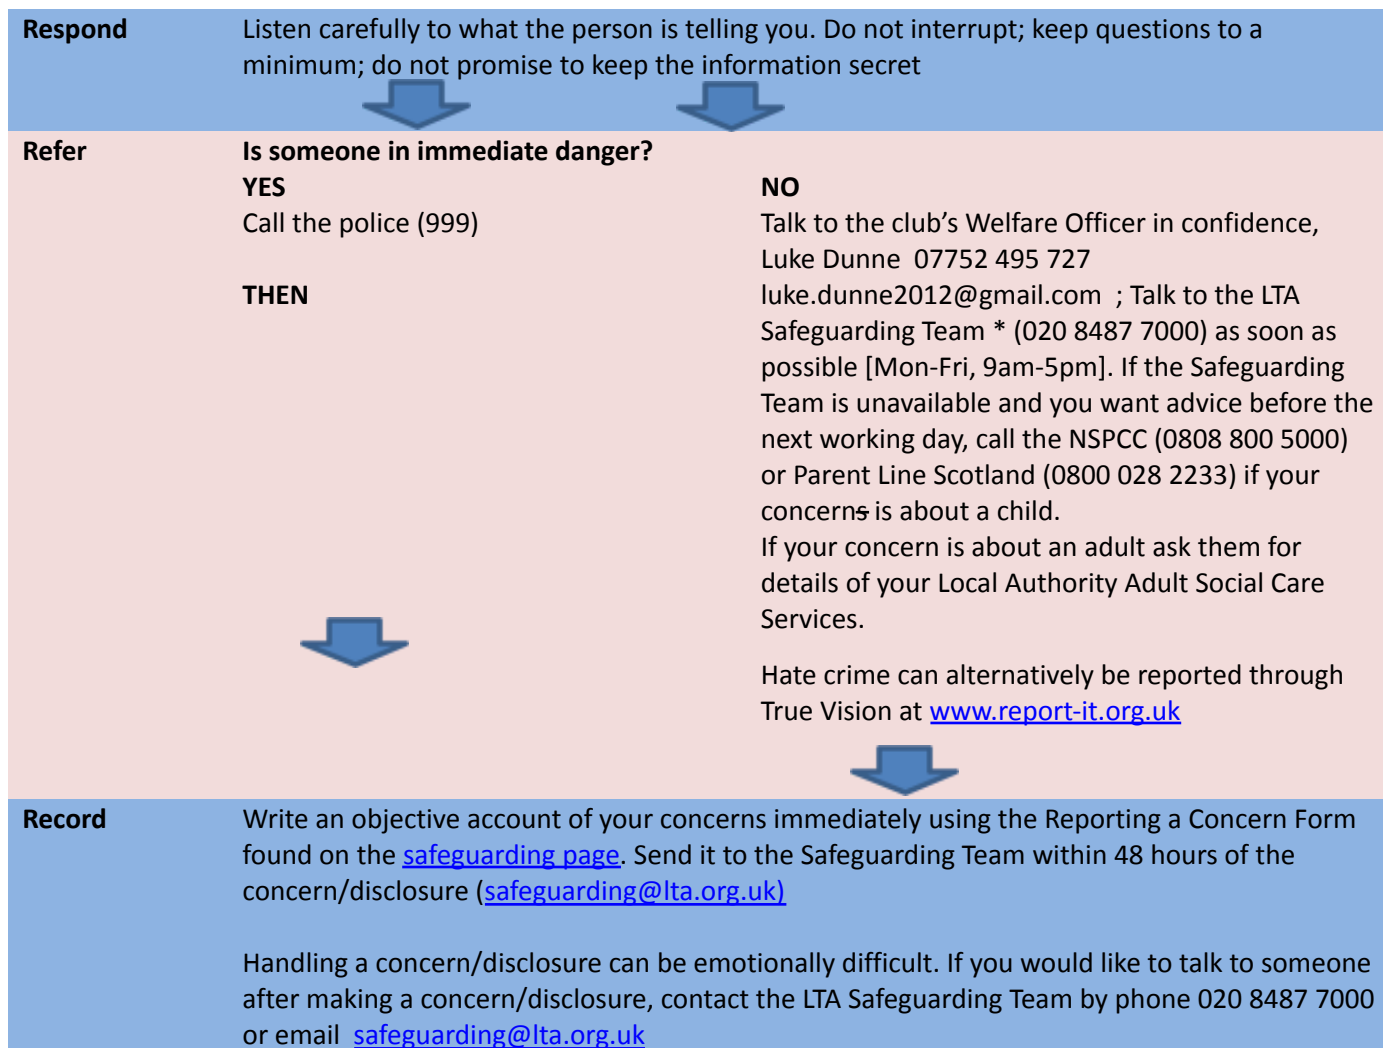 Respond
Listen carefully to what the person is telling you. Do not interrupt; keep questions to a
minimum; do not promise to keep the information secret
Refer
Is someone in immediate danger?
YES
Call the police (999)
THEN
NO
Talk to the club’s Welfare Officer in confidence,
Luke Dunne 07752 495 727
luke.dunne2012@gmail.com ; Talk to the LTA
Safeguarding Team * (020 8487 7000) as soon as
possible [Mon-Fri, 9am-5pm]. If the Safeguarding
Team is unavailable and you want advice before the
next working day, call the NSPCC (0808 800 5000)
or Parent Line Scotland (0800 028 2233) if your
concerns is about a child.
If your concern is about an adult ask them for
details of your Local Authority Adult Social Care
Services.
Hate crime can alternatively be reported through
True Vision at www.report-it.org.uk
Record
Write an objective account of your concerns immediately using the Reporting a Concern Form
found on the safeguarding page. Send it to the Safeguarding Team within 48 hours of the
concern/disclosure (safeguarding@lta.org.uk)
Handling a concern/disclosure can be emotionally difficult. If you would like to talk to someone
after making a concern/disclosure, contact the LTA Safeguarding Team by phone 020 8487 7000
or email safeguarding@lta.org.uk